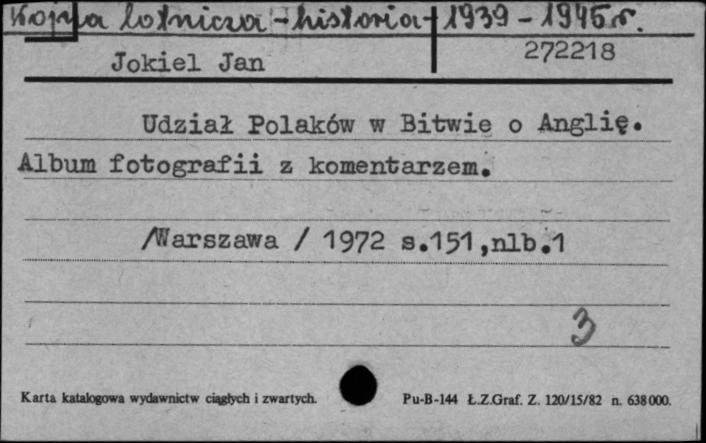 Wojna lotnicza - historia - 1939 - 1945 r.
Jokiel Jan
272218
Udział Polaków w Bitwie o Anglię.
Album fotografii z komentarzem.
/Warszawa / 1972 s.151,nlb.1
3
Karta katalogowa wydawnictw ciągłych i zwartych.
Pu-B-144 Ł.Z.Graf. Z. 120/15/82 n. 638000.